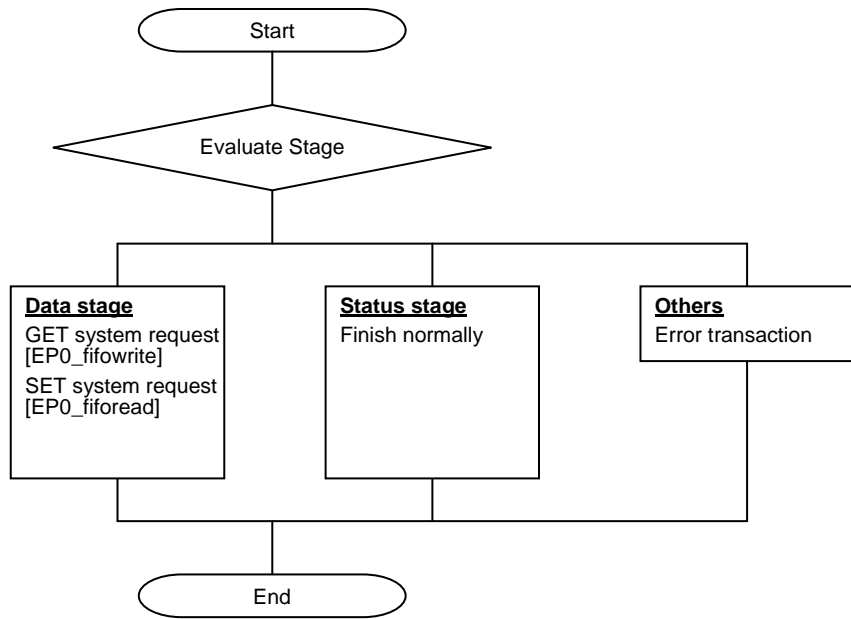 Start
Evaluate Stage
Data stage
GET system request
[EP0_fifowrite]
SET system request
[EP0_fiforead]
Status stage
Finish normally
Others
Error transaction
End